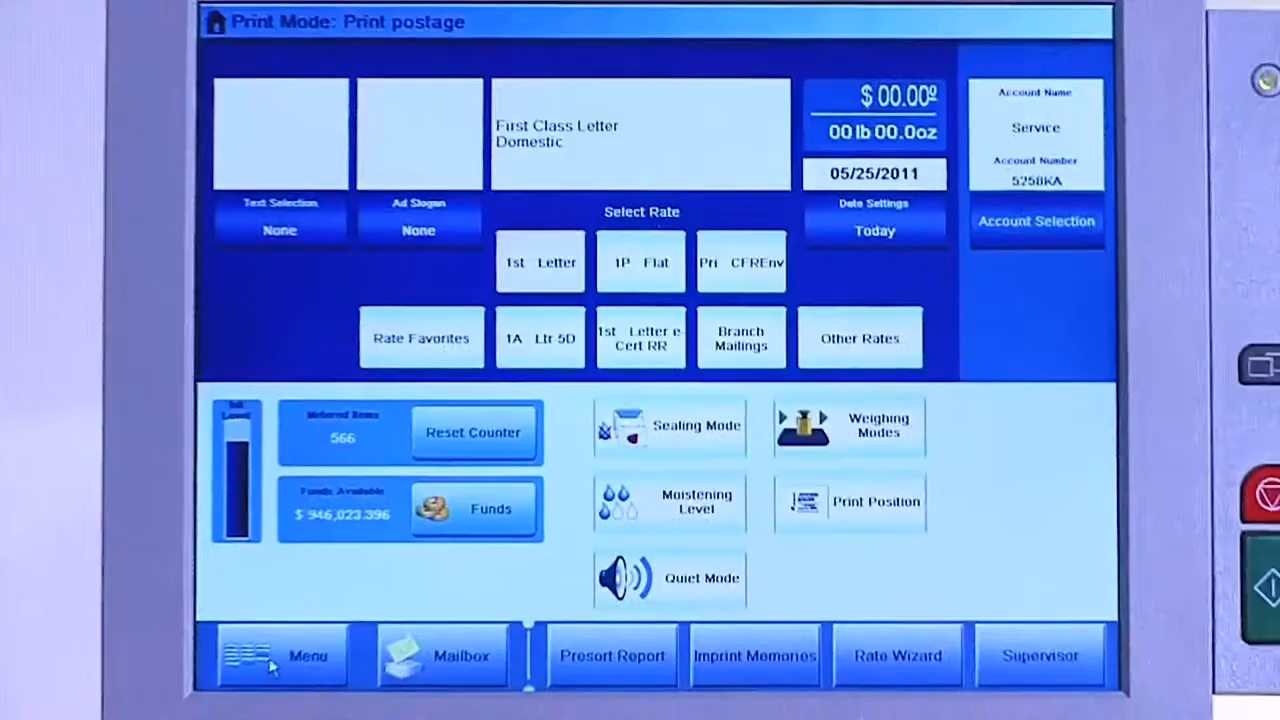 Print Mode: Print postage
First Class Letter
Domestic
$ 00.00º
00 lb 00.0oz
05/25/2011
Account Name
Service
Account Number
5258KA
Text Selection
None
Ad Slogan
None
Select Rate
Date Settings
Today
Account Selection
1st Letter
1P Flat
Pri CFREnv
Rate Favorites
1A Ltr 5D
1st Letter e-
Cert RR
Branch
Mailings
Other Rates
Ink
Level
Metered Items
566
Reset Counter
Funds Available
$ 946,023.396
Funds
Sealing Mode
Weighing
Modes
Moistening
Level
Print Position
Quiet Mode
Menu
Mailbox
Presort Report
Imprint Memories
Rate Wizard
Supervisor